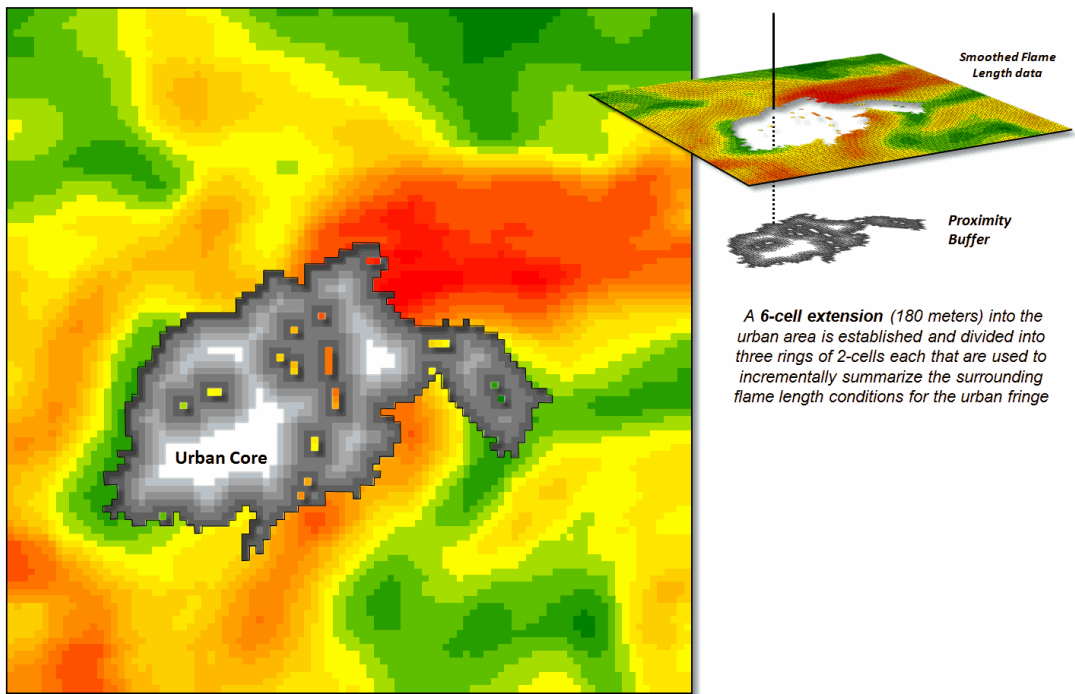 Smoothed Flame
Length data
Proximity
Buffer
A 6-cell extension (180 meters) into the
urban area is established and divided into
three rings of 2-cells each that are used to
incrementally summarize the surrounding
flame length conditions for the urban fringe
Urban Core